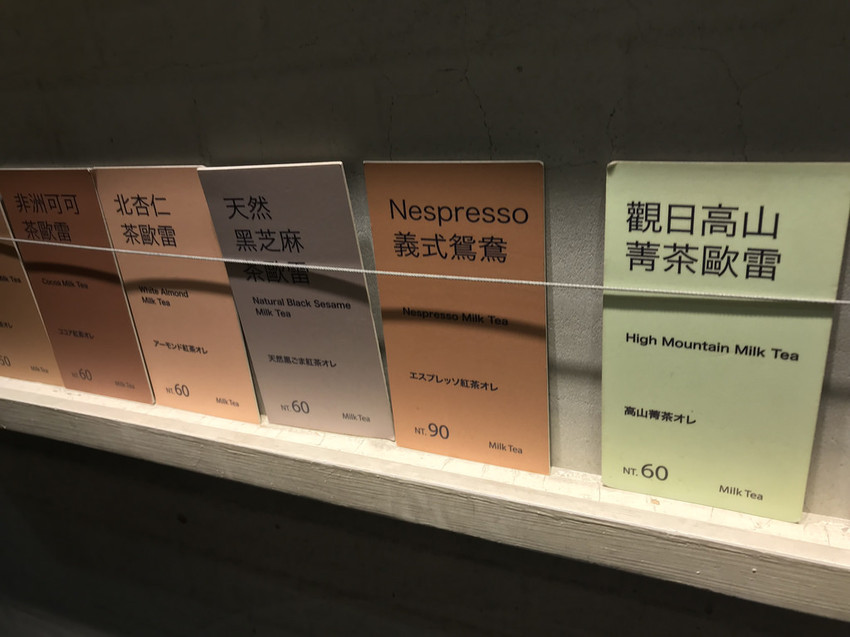 非洲可可
茶歐雷
Cocoa Milk Tea
ココア紅茶オレ
NT. 60
Milk Tea
北杏仁
茶歐雷
White Almond
Milk Tea
アーモンド紅茶オレ
NT. 60
Milk Tea
天然
黑芝麻
茶歐雷
Natural Black Sesame
Milk Tea
天然黒ごま紅茶オレ
NT. 60
Milk Tea
Nespresso
義式鴛鴦
Nespresso Milk Tea
エスプレッソ紅茶オレ
NT. 90
Milk Tea
觀日高山
菁茶歐雷
High Mountain Milk Tea
高山菁茶オレ
NT. 60
Milk Tea